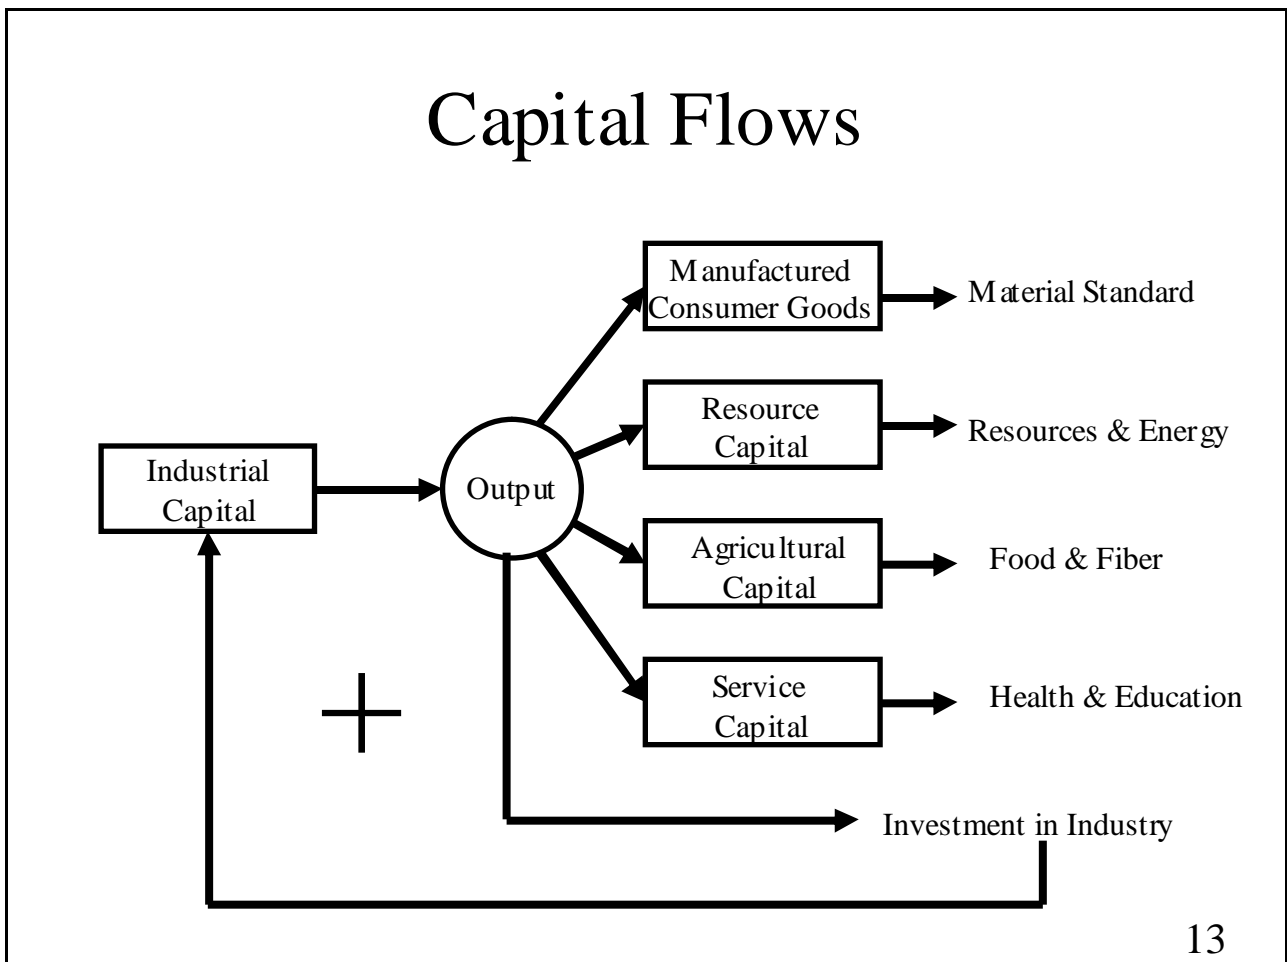 Capital Flows
Manufactured
Consumer Goods
Material Standard
Resource
Capital
Resources & Energy
Industrial
Capital
Output
Agricultural
Capital
Food & Fiber
+
Service
Capital
Health & Education
Investment in Industry
13